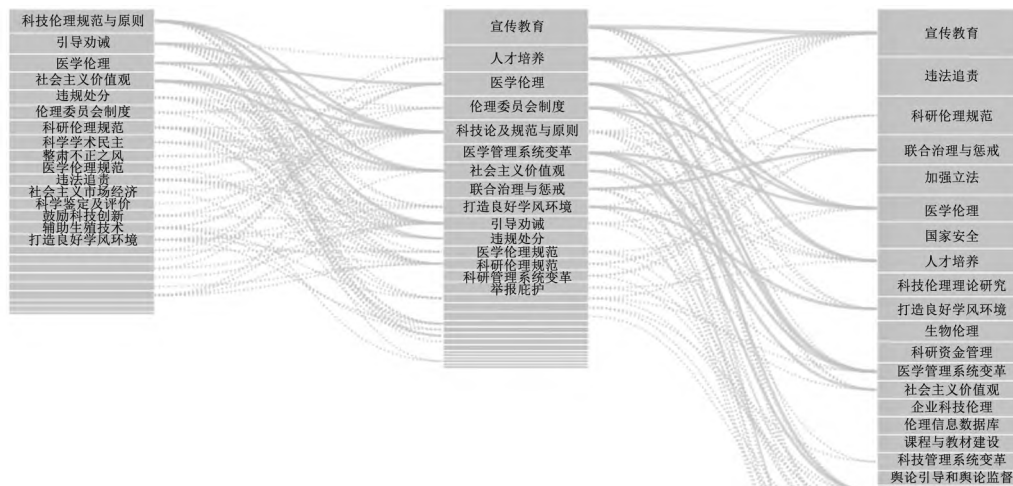 科技伦理规范与原则
引导劝诫
医学伦理
社会主义价值观
违规处分
伦理委员会制度
科研伦理规范
科学学术民主
整肃不正之风
医学伦理规范
违法追责
社会主义市场经济
科学鉴定及评价
鼓励科技创新
辅助生殖技术
打造良好学风环境
宣传教育
人才培养
医学伦理
伦理委员会制度
科技论及规范与原则
医学管理系统变革
社会主义价值观
联合治理与惩戒
打造良好学风环境
引导劝诫
违规处分
医学伦理规范
科研伦理规范
科研管理系统变革
举报庇护
宣传教育
违法追责
科研伦理规范
联合治理与惩戒
加强立法
医学伦理
国家安全
人才培养
科技伦理理论研究
打造良好学风环境
生物伦理
科研资金管理
医学管理系统变革
社会主义价值观
企业科技伦理
伦理信息数据库
课程与教材建设
科技管理系统变革
舆论引导和舆论监督